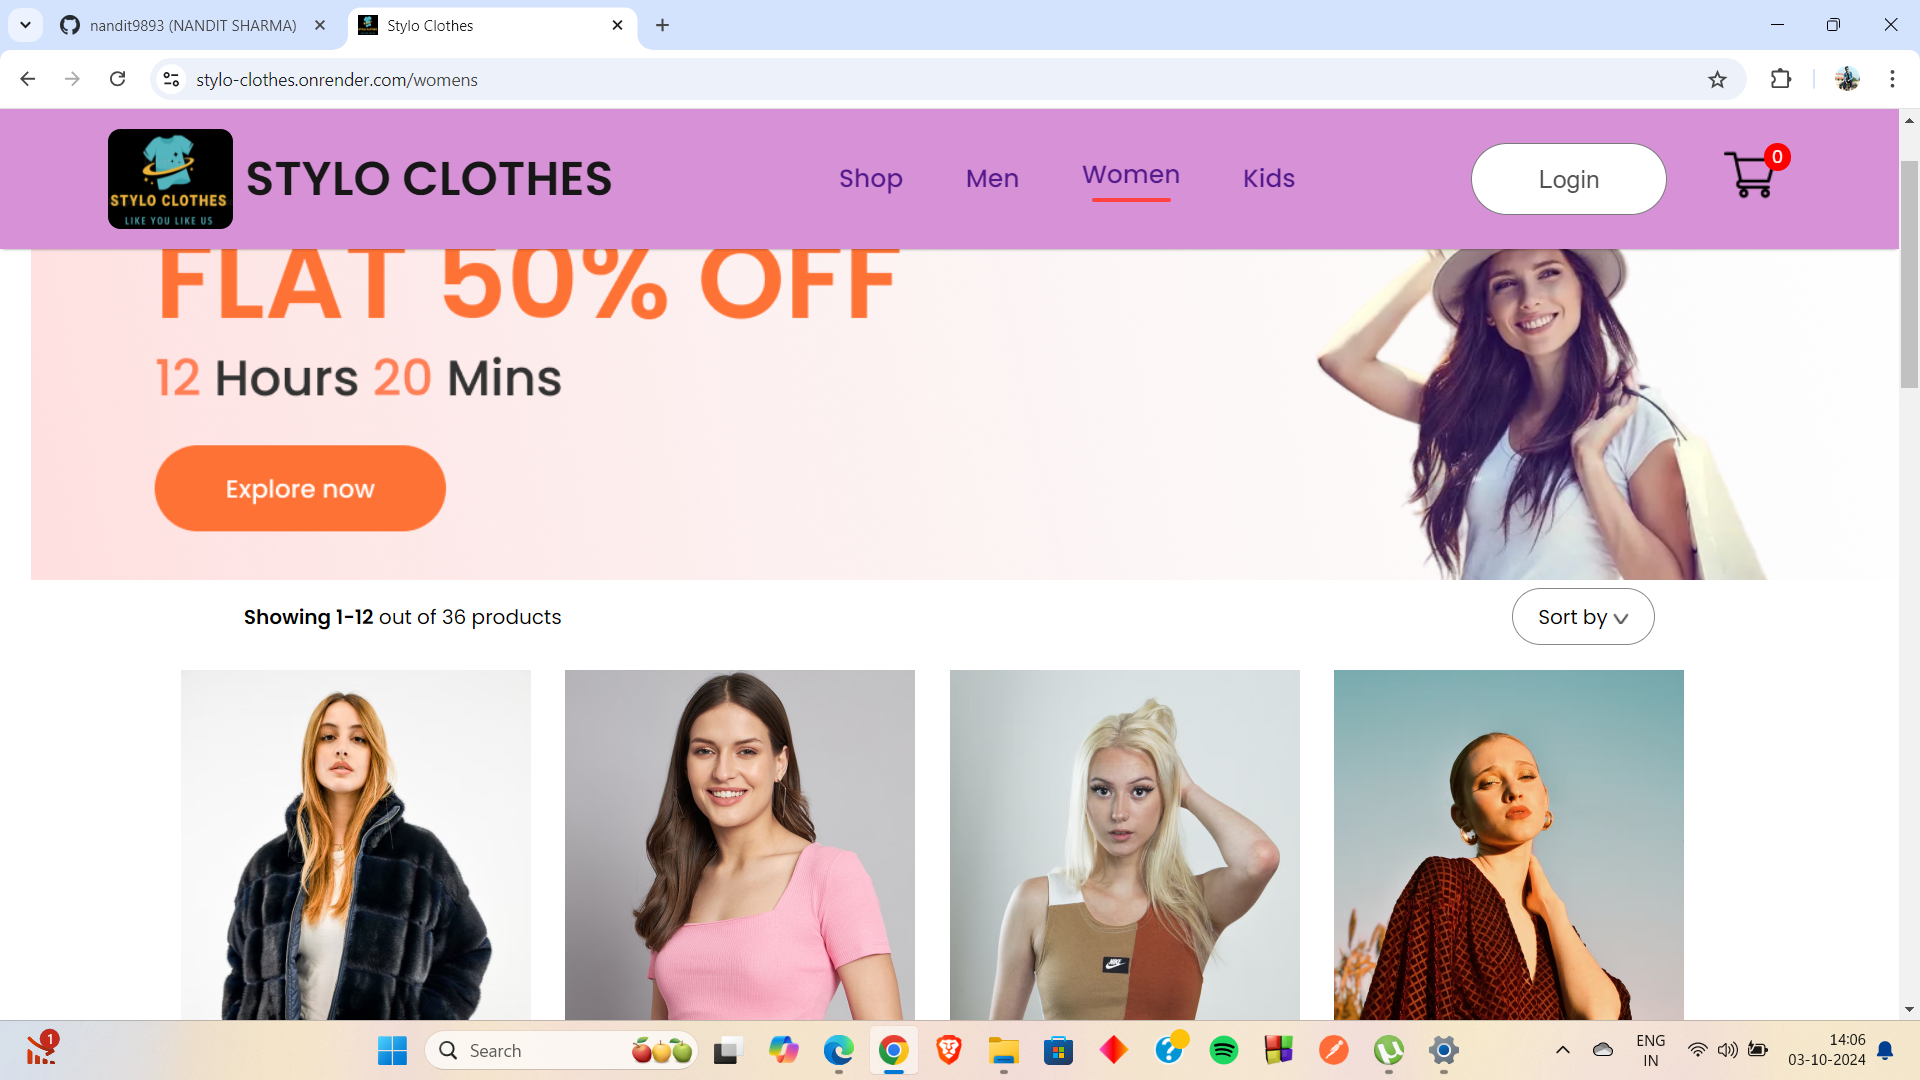 nandit9893 (NANDIT SHARMA)
Stylo Clothes
stylo-clothes.onrender.com/womens
STYLO CLOTHES
LIKE YOU LIKE US
STYLO CLOTHES
Shop
Men
Women
Kids
Login
0
FLAT 50% OFF
12 Hours 20 Mins
Explore now
Showing 1-12 out of 36 products
Sort by
NIKE
1
Search
ENG
IN
14:06
03-10-2024